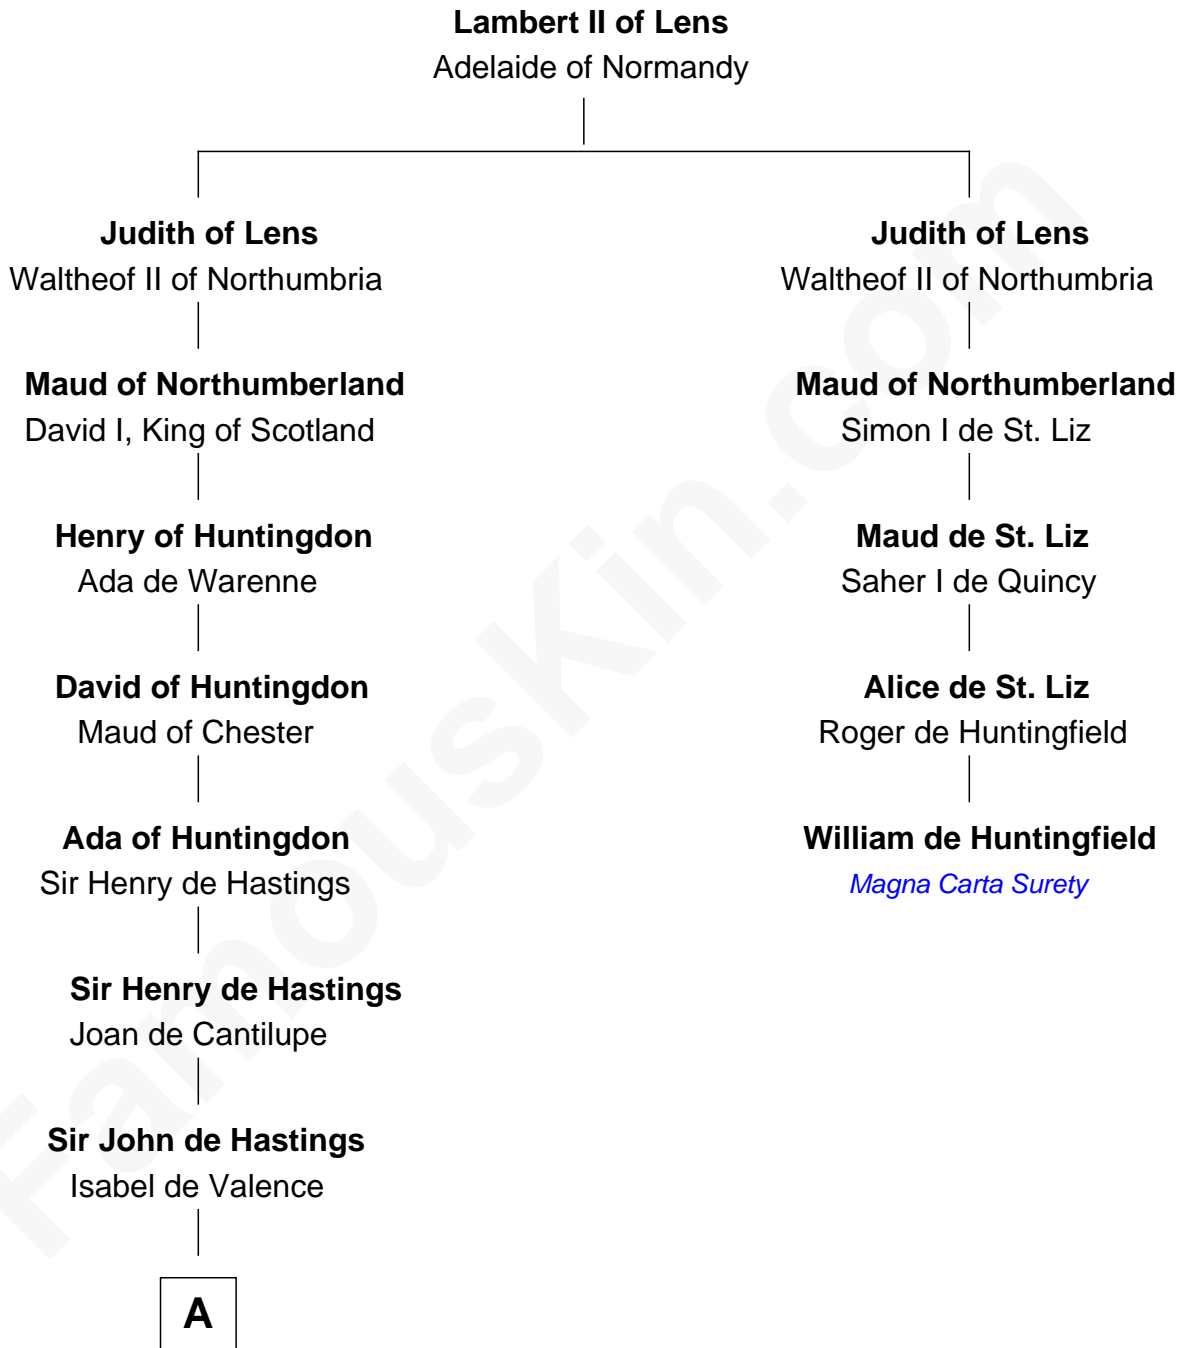 Lambert II of Lens
Adelaide of Normandy
Judith of Lens
Waltheof II of Northumbria
Maud of Northumberland
David I, King of Scotland
Henry of Huntingdon
Ada de Warenne
David of Huntingdon
Maud of Chester
Ada of Huntingdon
Sir Henry de Hastings
Sir Henry de Hastings
Joan de Cantilupe
Sir John de Hastings
Isabel de Valence
A
Judith of Lens
Waltheof II of Northumbria
Maud of Northumberland
Simon I de St. Liz
Maud de St. Liz
Saher I de Quincy
Alice de St. Liz
Roger de Huntingfield
William de Huntingfield
Magna Carta Surety
FamousKin.com